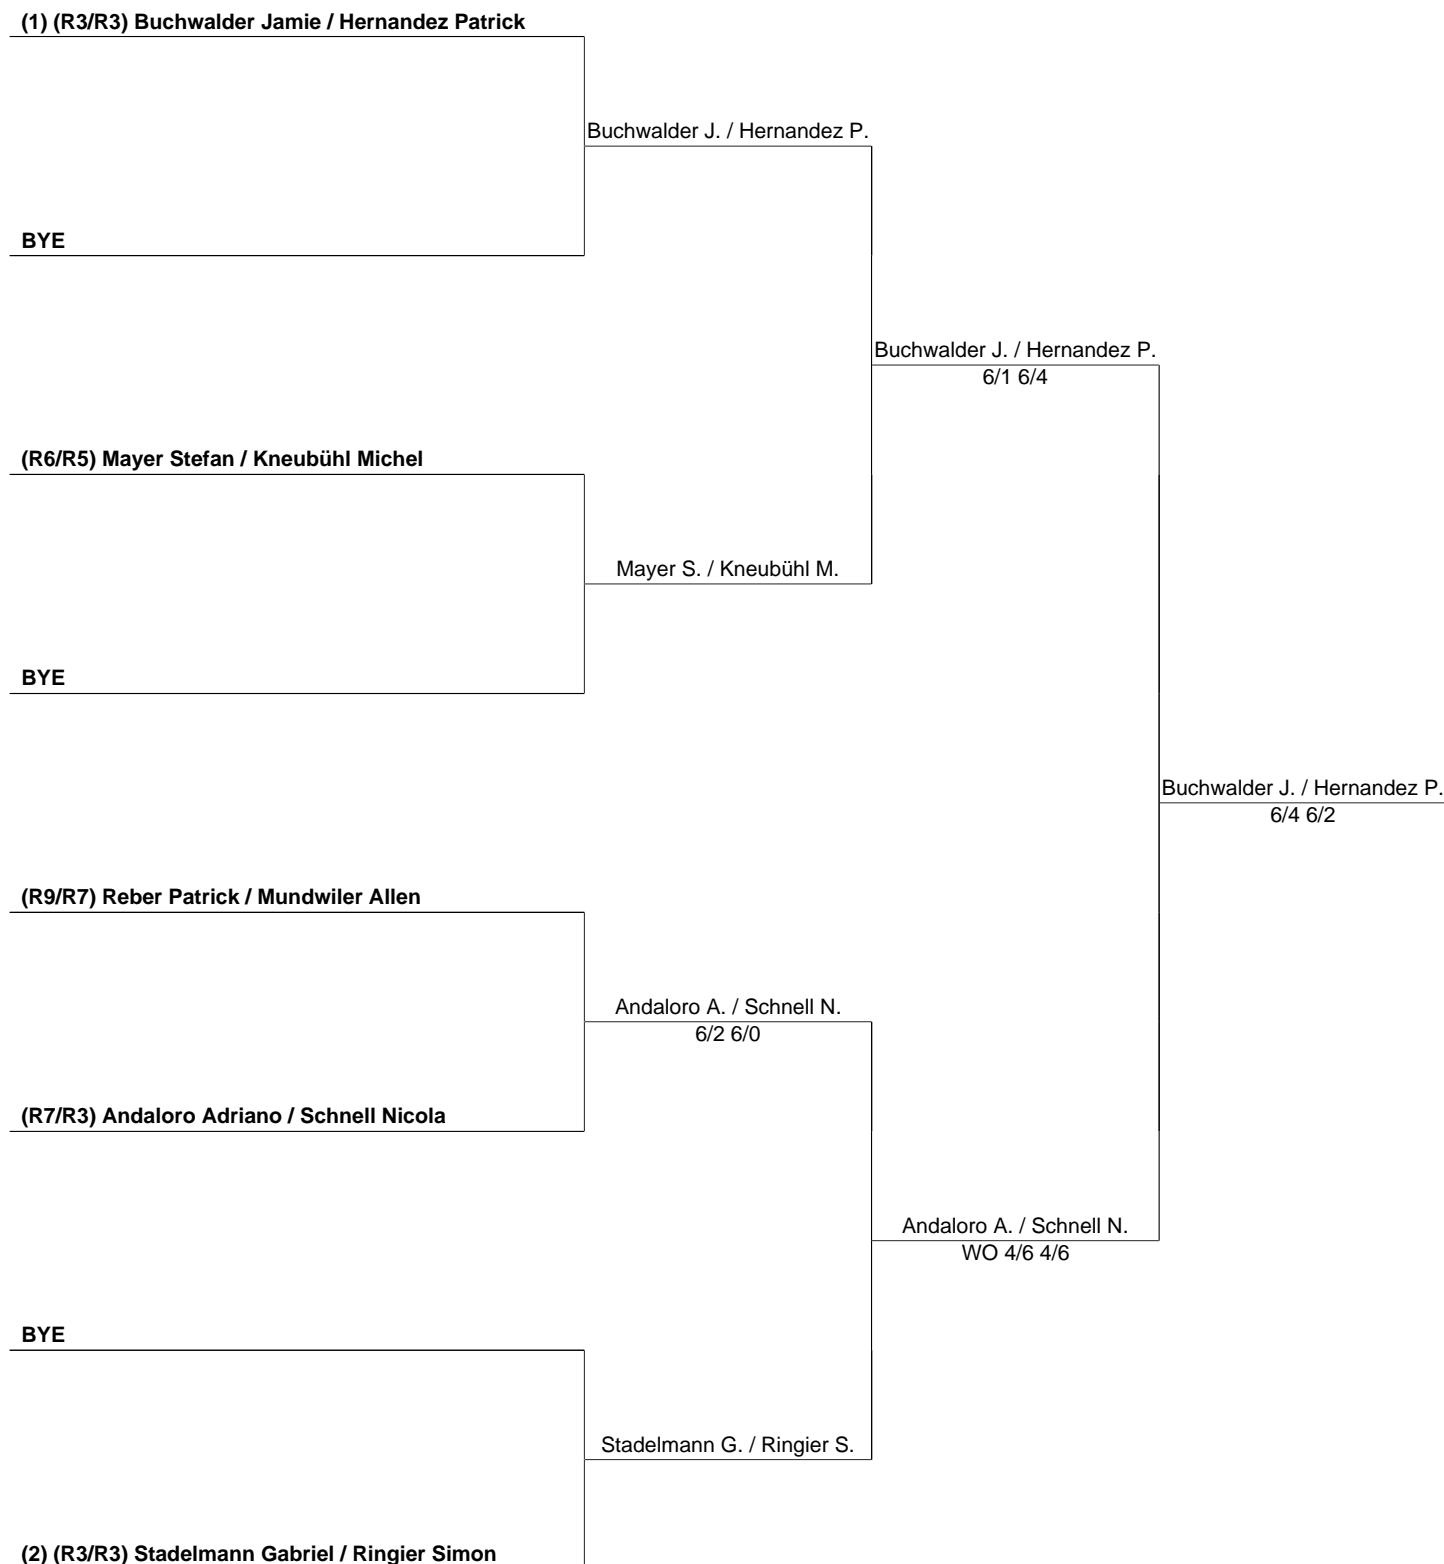 (1) (R3/R3) Buchwalder Jamie / Hernandez Patrick
Buchwalder J. / Hernandez P.
BYE
Buchwalder J. / Hernandez P.
6/1 6/4
(R6/R5) Mayer Stefan / Kneubühl Michel
Mayer S. / Kneubühl M.
BYE
Buchwalder J. / Hernandez P.
6/4 6/2
(R9/R7) Reber Patrick / Mundwiler Allen
Andaloro A. / Schnell N.
6/2 6/0
(R7/R3) Andaloro Adriano / Schnell Nicola
Andaloro A. / Schnell N.
WO 4/6 4/6
BYE
Stadelmann G. / Ringier S.
(2) (R3/R3) Stadelmann Gabriel / Ringier Simon